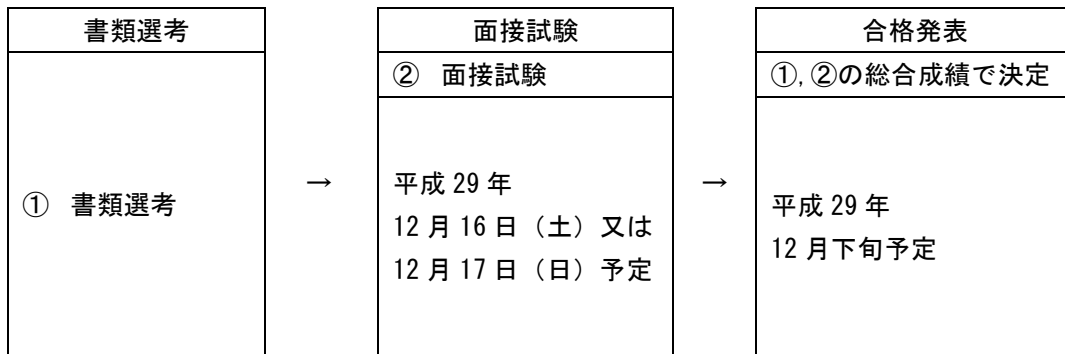 書類選考
① 書類選考
→
面接試験
② 面接試験
平成 29 年
12 月 16 日（土）又は
12 月 17 日（日）予定
→
合格発表
①,②の総合成績で決定
平成 29 年
12 月下旬予定